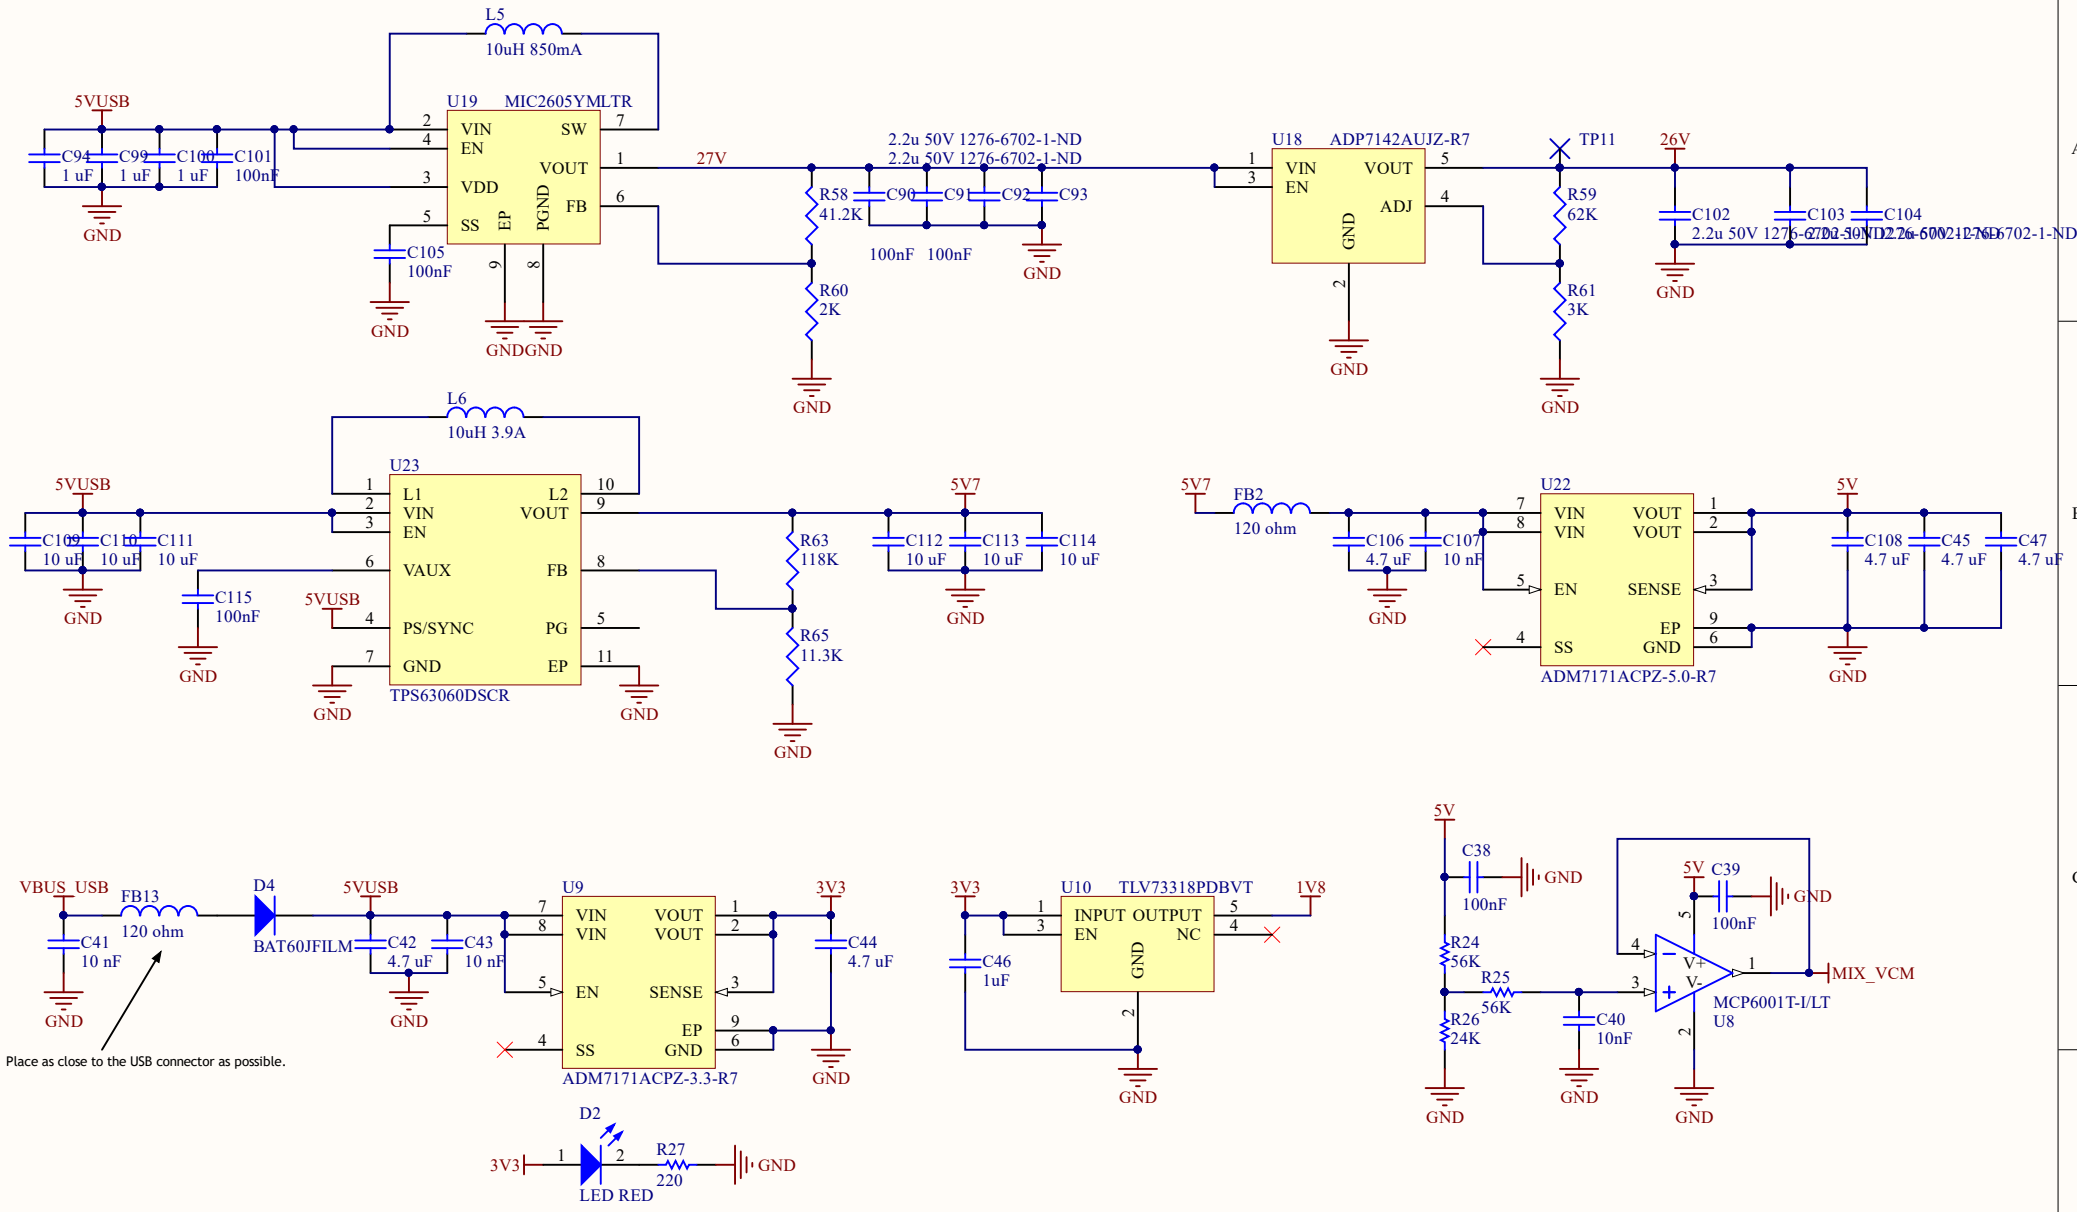 L5
10uH 850mA
5VUSB
C94
1 uF
C99
1 uF
C100
1 uF
C101
100nF
GND
U19 MIC2605YMLTR
2 VIN SW 7
4 EN
VOUT 1
3 VDD
FB 6
5 SS
EP
PGND
9
8
C105
100nF
GND
GND
GND
27V
R58
41.2K
R60
2K
GND
2.2u 50V 1276-6702-1-ND
2.2u 50V 1276-6702-1-ND
C90
C91
C92
C93
100nF 100nF
GND
U18 ADP7142AUJZ-R7
1 VIN VOUT 5
3 EN
ADJ 4
GND
2
GND
TP11
R59
62K
R61
3K
GND
26V
C102
2.2u 50V 1276-6702-1-ND
C103
C104
2.2u 50V 1276-6702-1-ND
GND
A
L6
10uH 3.9A
5VUSB
C109
10 uF
C110
10 uF
C111
10 uF
GND
C115
100nF
GND
5VUSB
GND
U23
1 L1 L2 10
2 VIN VOUT 9
3 EN
6 VAUX FB 8
4 PS/SYNC PG 5
7 GND EP 11
TPS63060DSCR
GND
R63
118K
R65
11.3K
GND
5V7
C112
10 uF
C113
10 uF
C114
10 uF
GND
5V7
FB2
120 ohm
C106
4.7 uF
C107
10 nF
GND
U22
7 VIN VOUT 1
8 VIN VOUT 2
5 EN SENSE 3
EP 9
4 SS GND 6
ADM7171ACPZ-5.0-R7
5V
C108
4.7 uF
C45
4.7 uF
C47
4.7 uF
GND
VBUS_USB
FB13
120 ohm
C41
10 nF
GND
D4
BAT60JFILM
5VUSB
C42
4.7 uF
C43
10 nF
GND
Place as close to the USB connector as possible.
U9
7 VIN VOUT 1
8 VIN VOUT 2
5 EN SENSE 3
EP 9
4 SS GND 6
ADM7171ACPZ-3.3-R7
3V3
C44
4.7 uF
GND
3V3
U10 TLV73318PDBVT
1 INPUT OUTPUT 5
3 EN NC 4
GND
2
C46
1uF
GND
1V8
5V
C38
100nF
GND
R24
56K
R25
56K
R26
24K
GND
C40
10nF
GND
5V
C39
100nF
GND
5
4
3
V+
V-
1
2
MIX_VCM
MCP6001T-I/LT
U8
GND
D2
3V3 1 2
LED RED
R27
220
GND